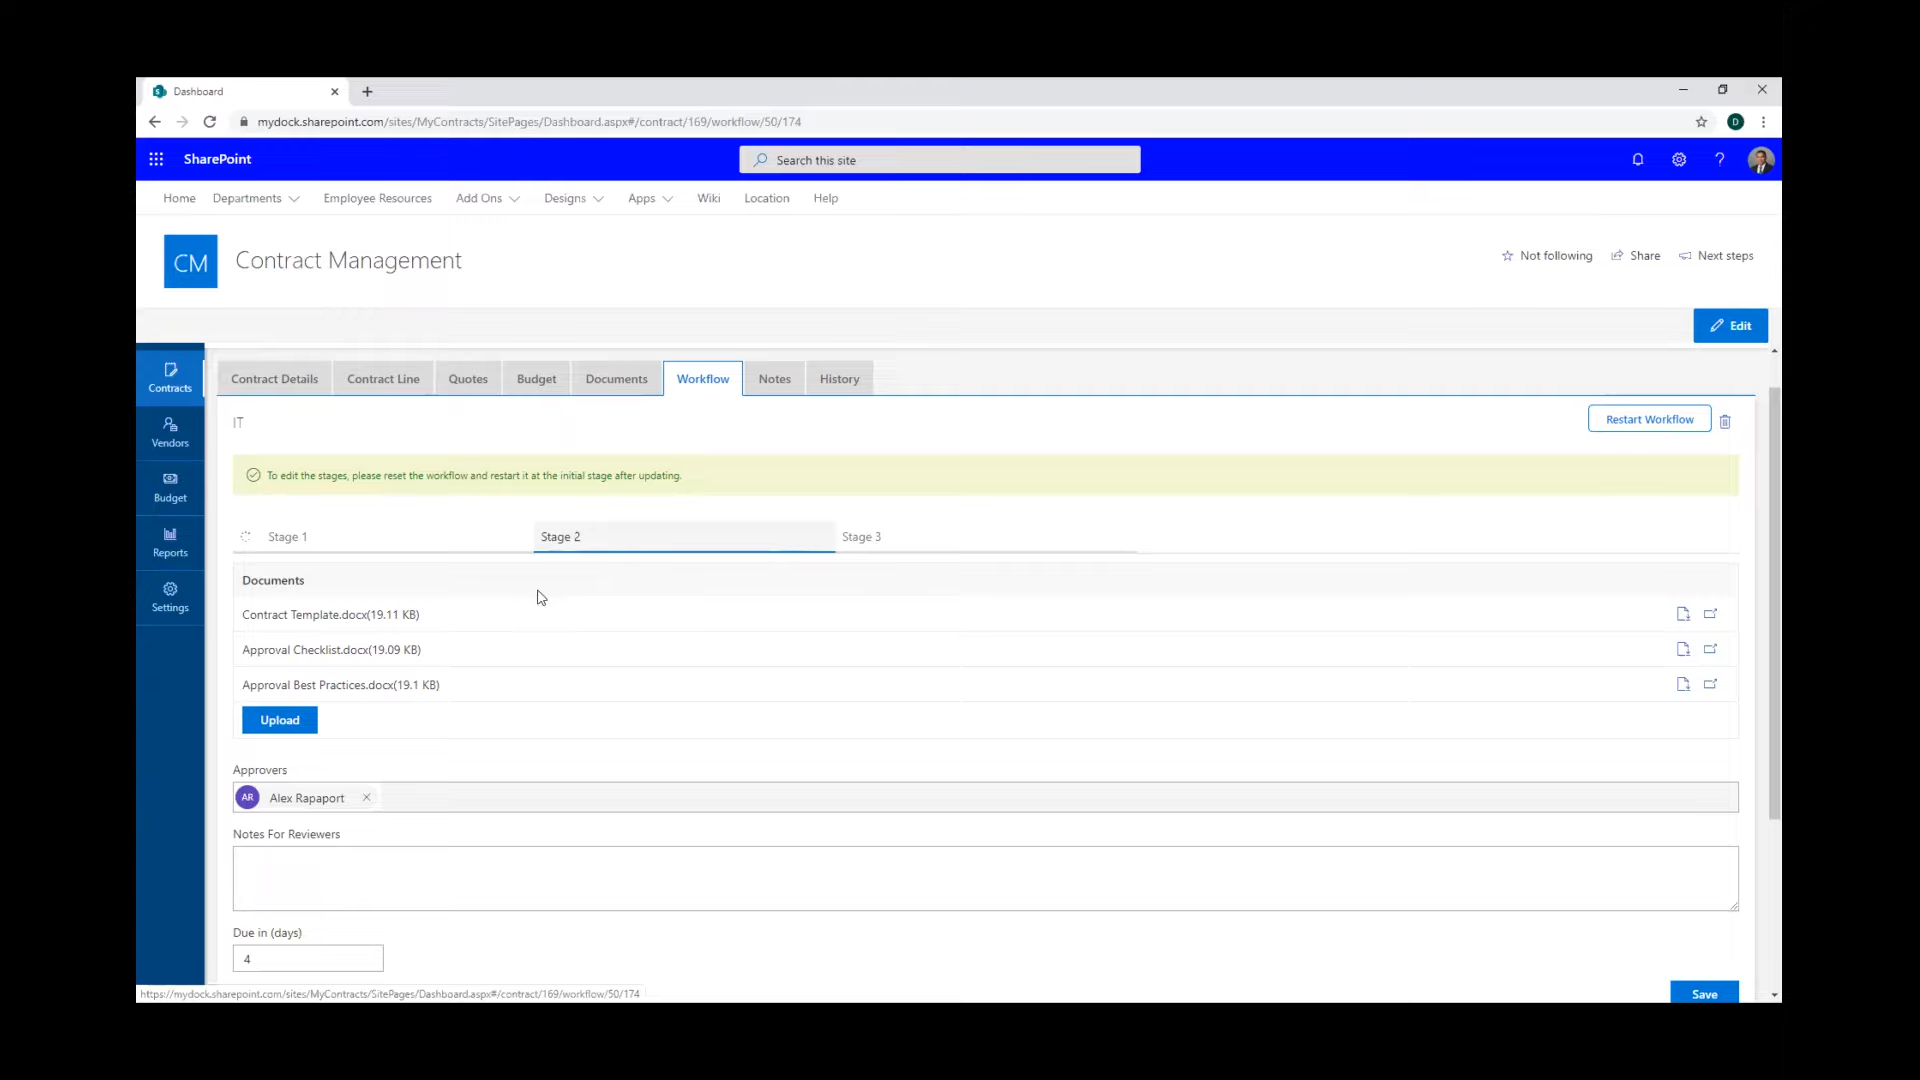 Dashboard
mydock.sharepoint.com/sites/MyContracts/SitePages/Dashboard.aspx#/contract/169/workflow/50/174
D
SharePoint
Search this site
Home Departments Employee Resources Add Ons Designs Apps Wiki Location Help
CM
Contract Management
Not following Share Next steps
Edit
Contracts
Vendors
Budget
Reports
Settings
Contract Details Contract Line Quotes Budget Documents Workflow Notes History
IT
Restart Workflow
To edit the stages, please reset the workflow and restart it at the initial stage after updating.
Stage 1 Stage 2 Stage 3
Documents
Contract Template.docx(19.11 KB)
Approval Checklist.docx(19.09 KB)
Approval Best Practices.docx(19.1 KB)
Upload
Approvers
AR Alex Rapaport
Notes For Reviewers
Due in (days)
4
https://mydock.sharepoint.com/sites/MyContracts/SitePages/Dashboard.aspx#/contract/169/workflow/50/174
Save